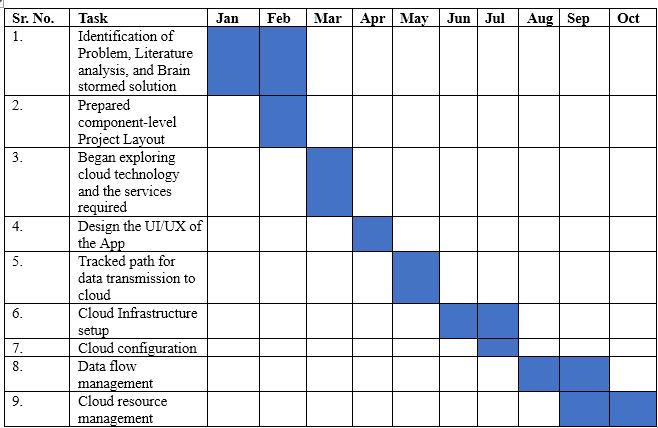 Sr. No. Task Jan Feb Mar Apr May Jun Jul Aug Sep Oct
1. Identification of
Problem, Literature
analysis, and Brain
stormed solution
2. Prepared
component-level
Project Layout
3. Began exploring
cloud technology
and the services
required
4. Design the UI/UX of
the App
5. Tracked path for
data transmission to
cloud
6. Cloud Infrastructure
setup
7. Cloud configuration
8. Data flow
management
9. Cloud resource
management